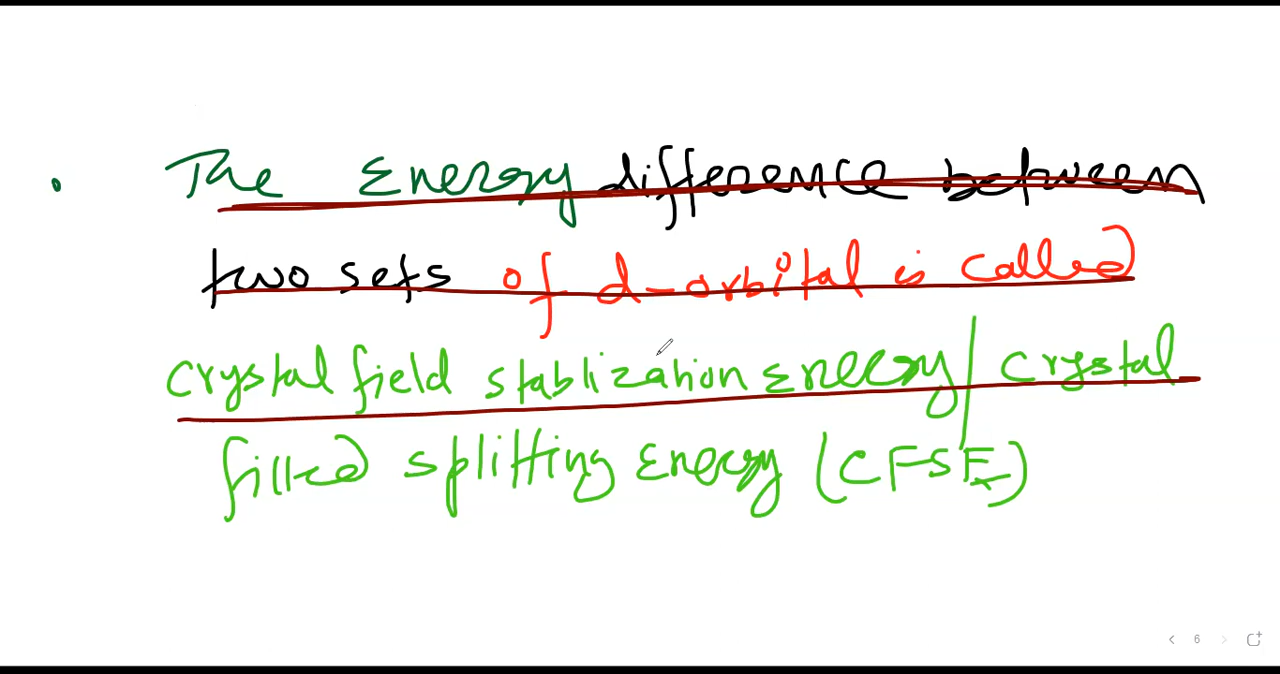 The Energy difference between
two sets of d-orbital is called
crystal field stablization energy/crystal
filled splitting energy (CFSE)
6